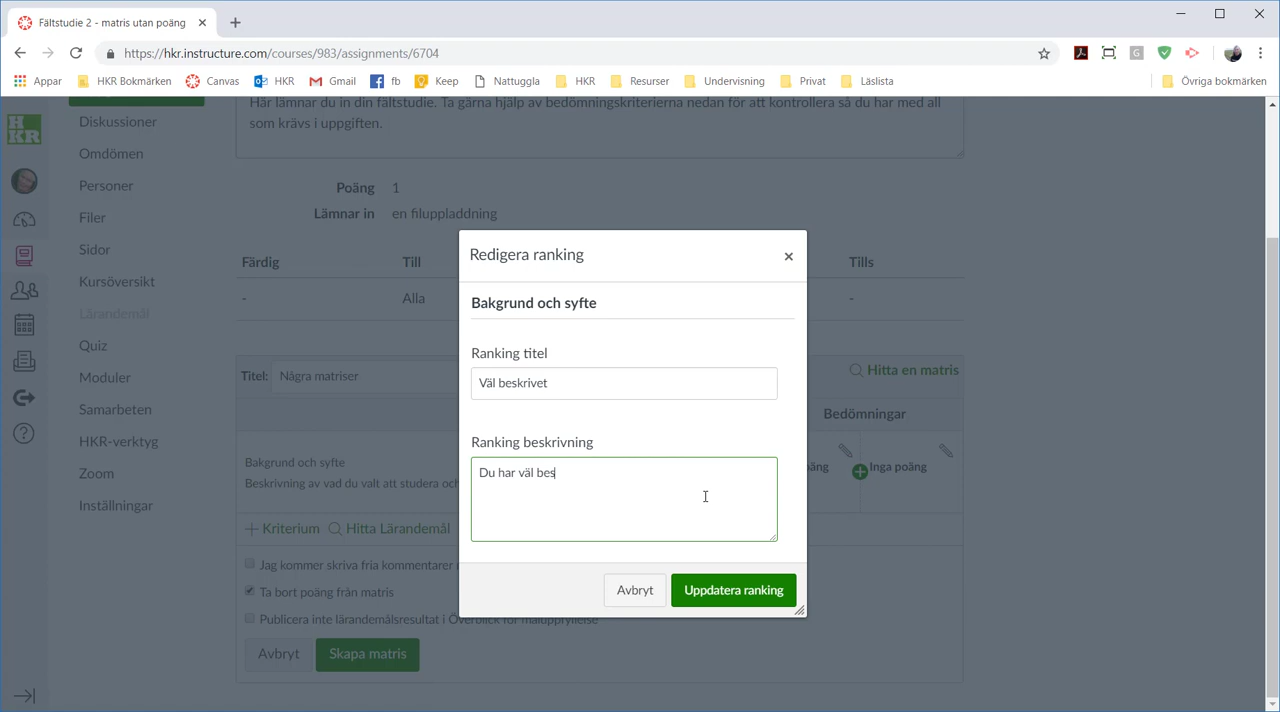 Fältstudie 2 - matris utan poäng
https://hkr.instructure.com/courses/983/assignments/6704
Appar HKR Bokmärken Canvas HKR Gmail fb Keep Nattuggla HKR Resurser Undervisning Privat Läslista Övriga bokmärken
Här lämnar du in din fältstudie. Ta gärna hjälp av bedömningskriterierna nedan för att kontrollera så du har med all
som krävs i uppgiften.
H
KR
Diskussioner
Omdömen
Personer
Filer
Sidor
Kursöversikt
Lärandemål
Quiz
Moduler
Samarbeten
HKR-verktyg
Zoom
Inställningar
Poäng 1
Lämnar in en filuppladdning
Färdig Till Tills
- Alla -
Titel: Några matriser Hitta en matris
Bedömningar
Bakgrund och syfte
Beskrivning av vad du valt att studera oc
äng Inga poäng
Kriterium Hitta Lärandemål
Jag kommer skriva fria kommentarer
Ta bort poäng från matris
Publicera inte lärandemålsresultat i Överblick för måluppfyllelse
Avbryt Skapa matris
Redigera ranking ×
Bakgrund och syfte
Ranking titel
Väl beskrivet
Ranking beskrivning
Du har väl bes
Avbryt Uppdatera ranking